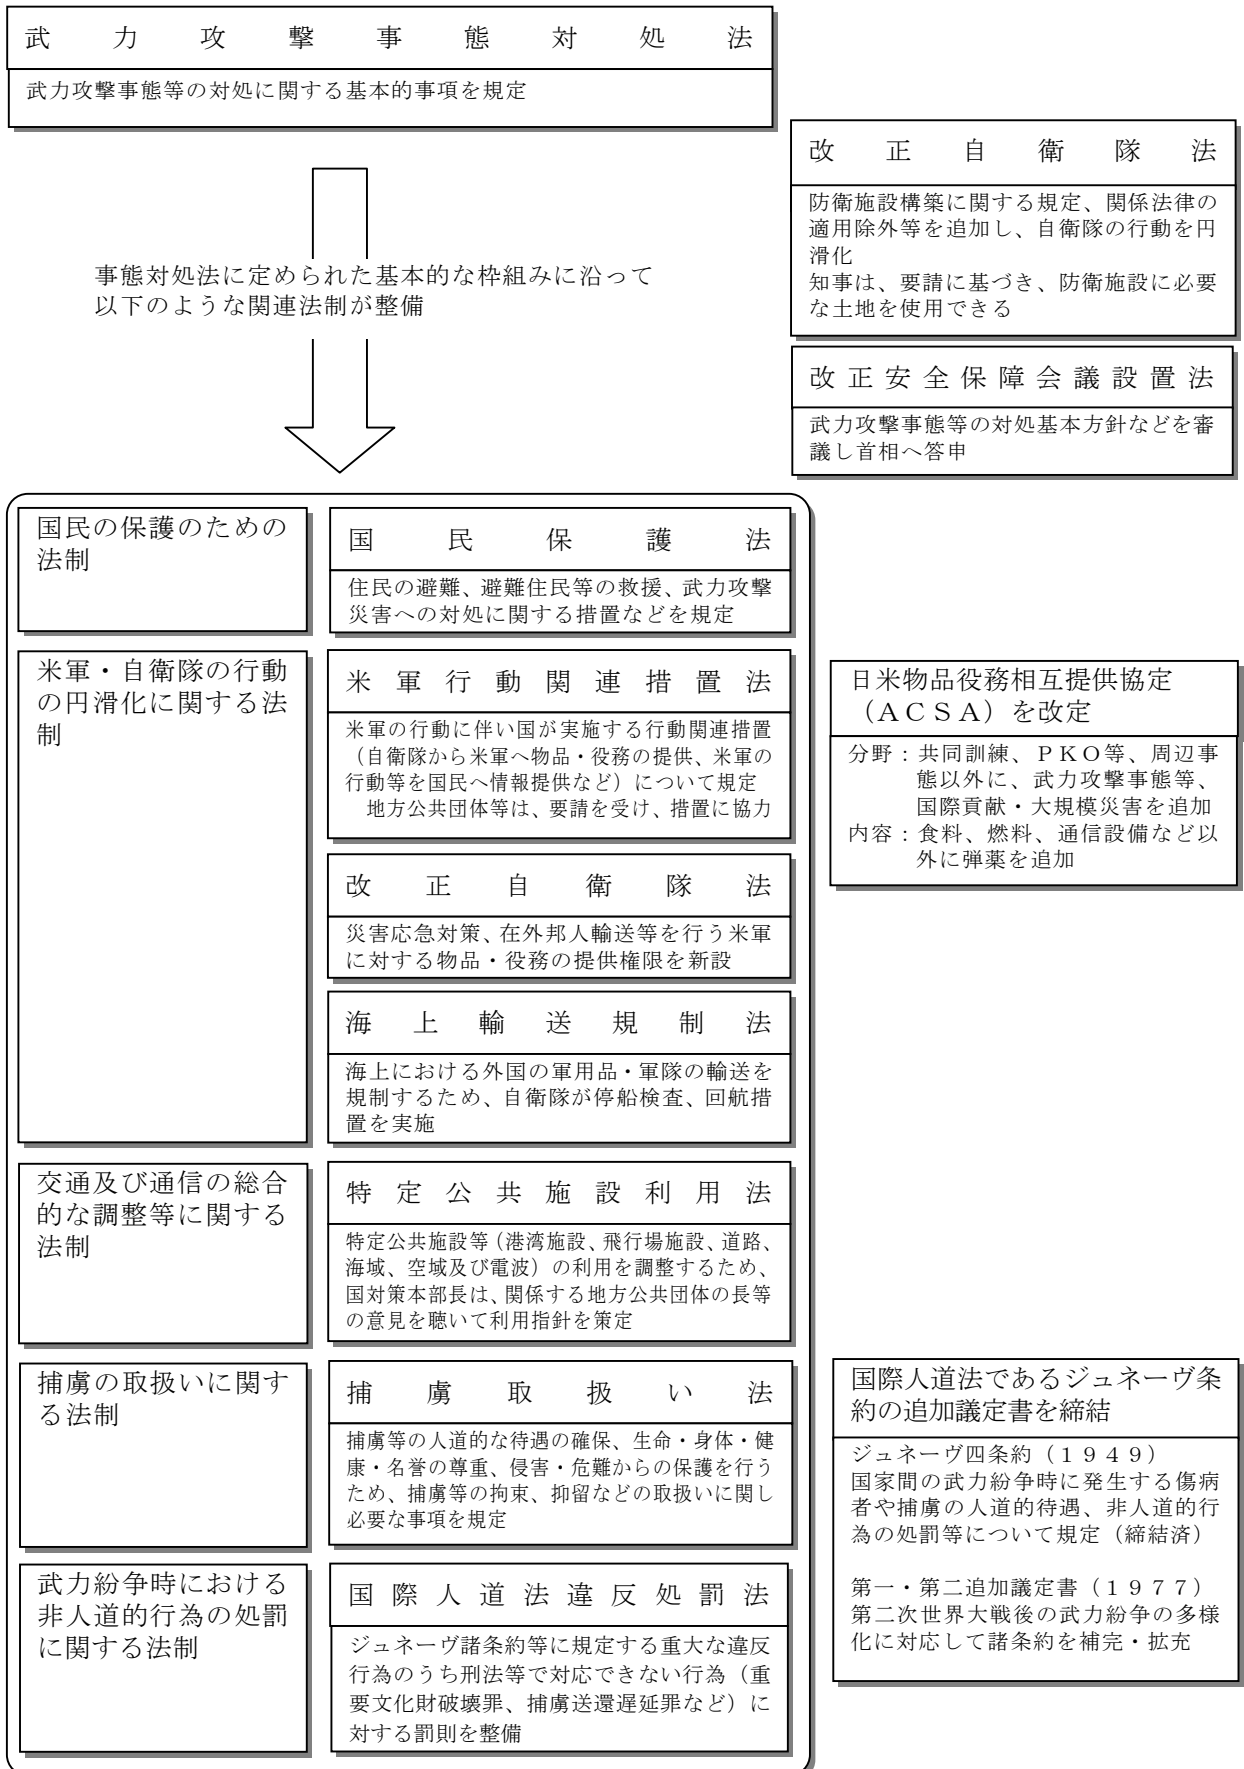 武力攻撃事態対処法
武力攻撃事態等の対処に関する基本的事項を規定
改正自衛隊法
防衛施設構築に関する規定、関係法律の
適用除外等を追加し、自衛隊の行動を円
滑化
知事は、要請に基づき、防衛施設に必要
な土地を使用できる
事態対処法に定められた基本的な枠組みに沿って
以下のような関連法制が整備
改正安全保障会議設置法
武力攻撃事態等の対処基本方針などを審
議し首相へ答申
国民の保護のための
法制
国民保護法
住民の避難、避難住民等の救援、武力攻撃
災害への対処に関する措置などを規定
米軍・自衛隊の行動
の円滑化に関する法
制
米軍行動関連措置法
米軍の行動に伴い国が実施する行動関連措置
（自衛隊から米軍へ物品・役務の提供、米軍の
行動等を国民へ情報提供など）について規定
地方公共団体等は、要請を受け、措置に協力
日米物品役務相互提供協定
（ＡＣＳＡ）を改定
分野：共同訓練、ＰＫＯ等、周辺事
態以外に、武力攻撃事態等、
国際貢献・大規模災害を追加
内容：食料、燃料、通信設備など以
外に弾薬を追加
改正自衛隊法
災害応急対策、在外邦人輸送等を行う米軍
に対する物品・役務の提供権限を新設
海上輸送規制法
海上における外国の軍用品・軍隊の輸送を
規制するため、自衛隊が停船検査、回航措
置を実施
交通及び通信の総合
的な調整等に関する
法制
特定公共施設利用法
特定公共施設等（港湾施設、飛行場施設、道路、
海域、空域及び電波）の利用を調整するため、
国対策本部長は、関係する地方公共団体の長等
の意見を聴いて利用指針を策定
捕虜の取扱いに関す
る法制
捕虜取扱い法
捕虜等の人道的な待遇の確保、生命・身体・健
康・名誉の尊重、侵害・危難からの保護を行う
ため、捕虜等の拘束、抑留などの取扱いに関し
必要な事項を規定
国際人道法であるジュネーヴ条
約の追加議定書を締結
ジュネーヴ四条約（１９４９）
国家間の武力紛争時に発生する傷病
者や捕虜の人道的待遇、非人道的行
為の処罰等について規定（締結済）
第一・第二追加議定書（１９７７）
第二次世界大戦後の武力紛争の多様
化に対応して諸条約を補完・拡充
武力紛争時における
非人道的行為の処罰
に関する法制
国際人道法違反処罰法
ジュネーヴ諸条約等に規定する重大な違反
行為のうち刑法等で対応できない行為（重
要文化財破壊罪、捕虜送還遅延罪など）に
対する罰則を整備